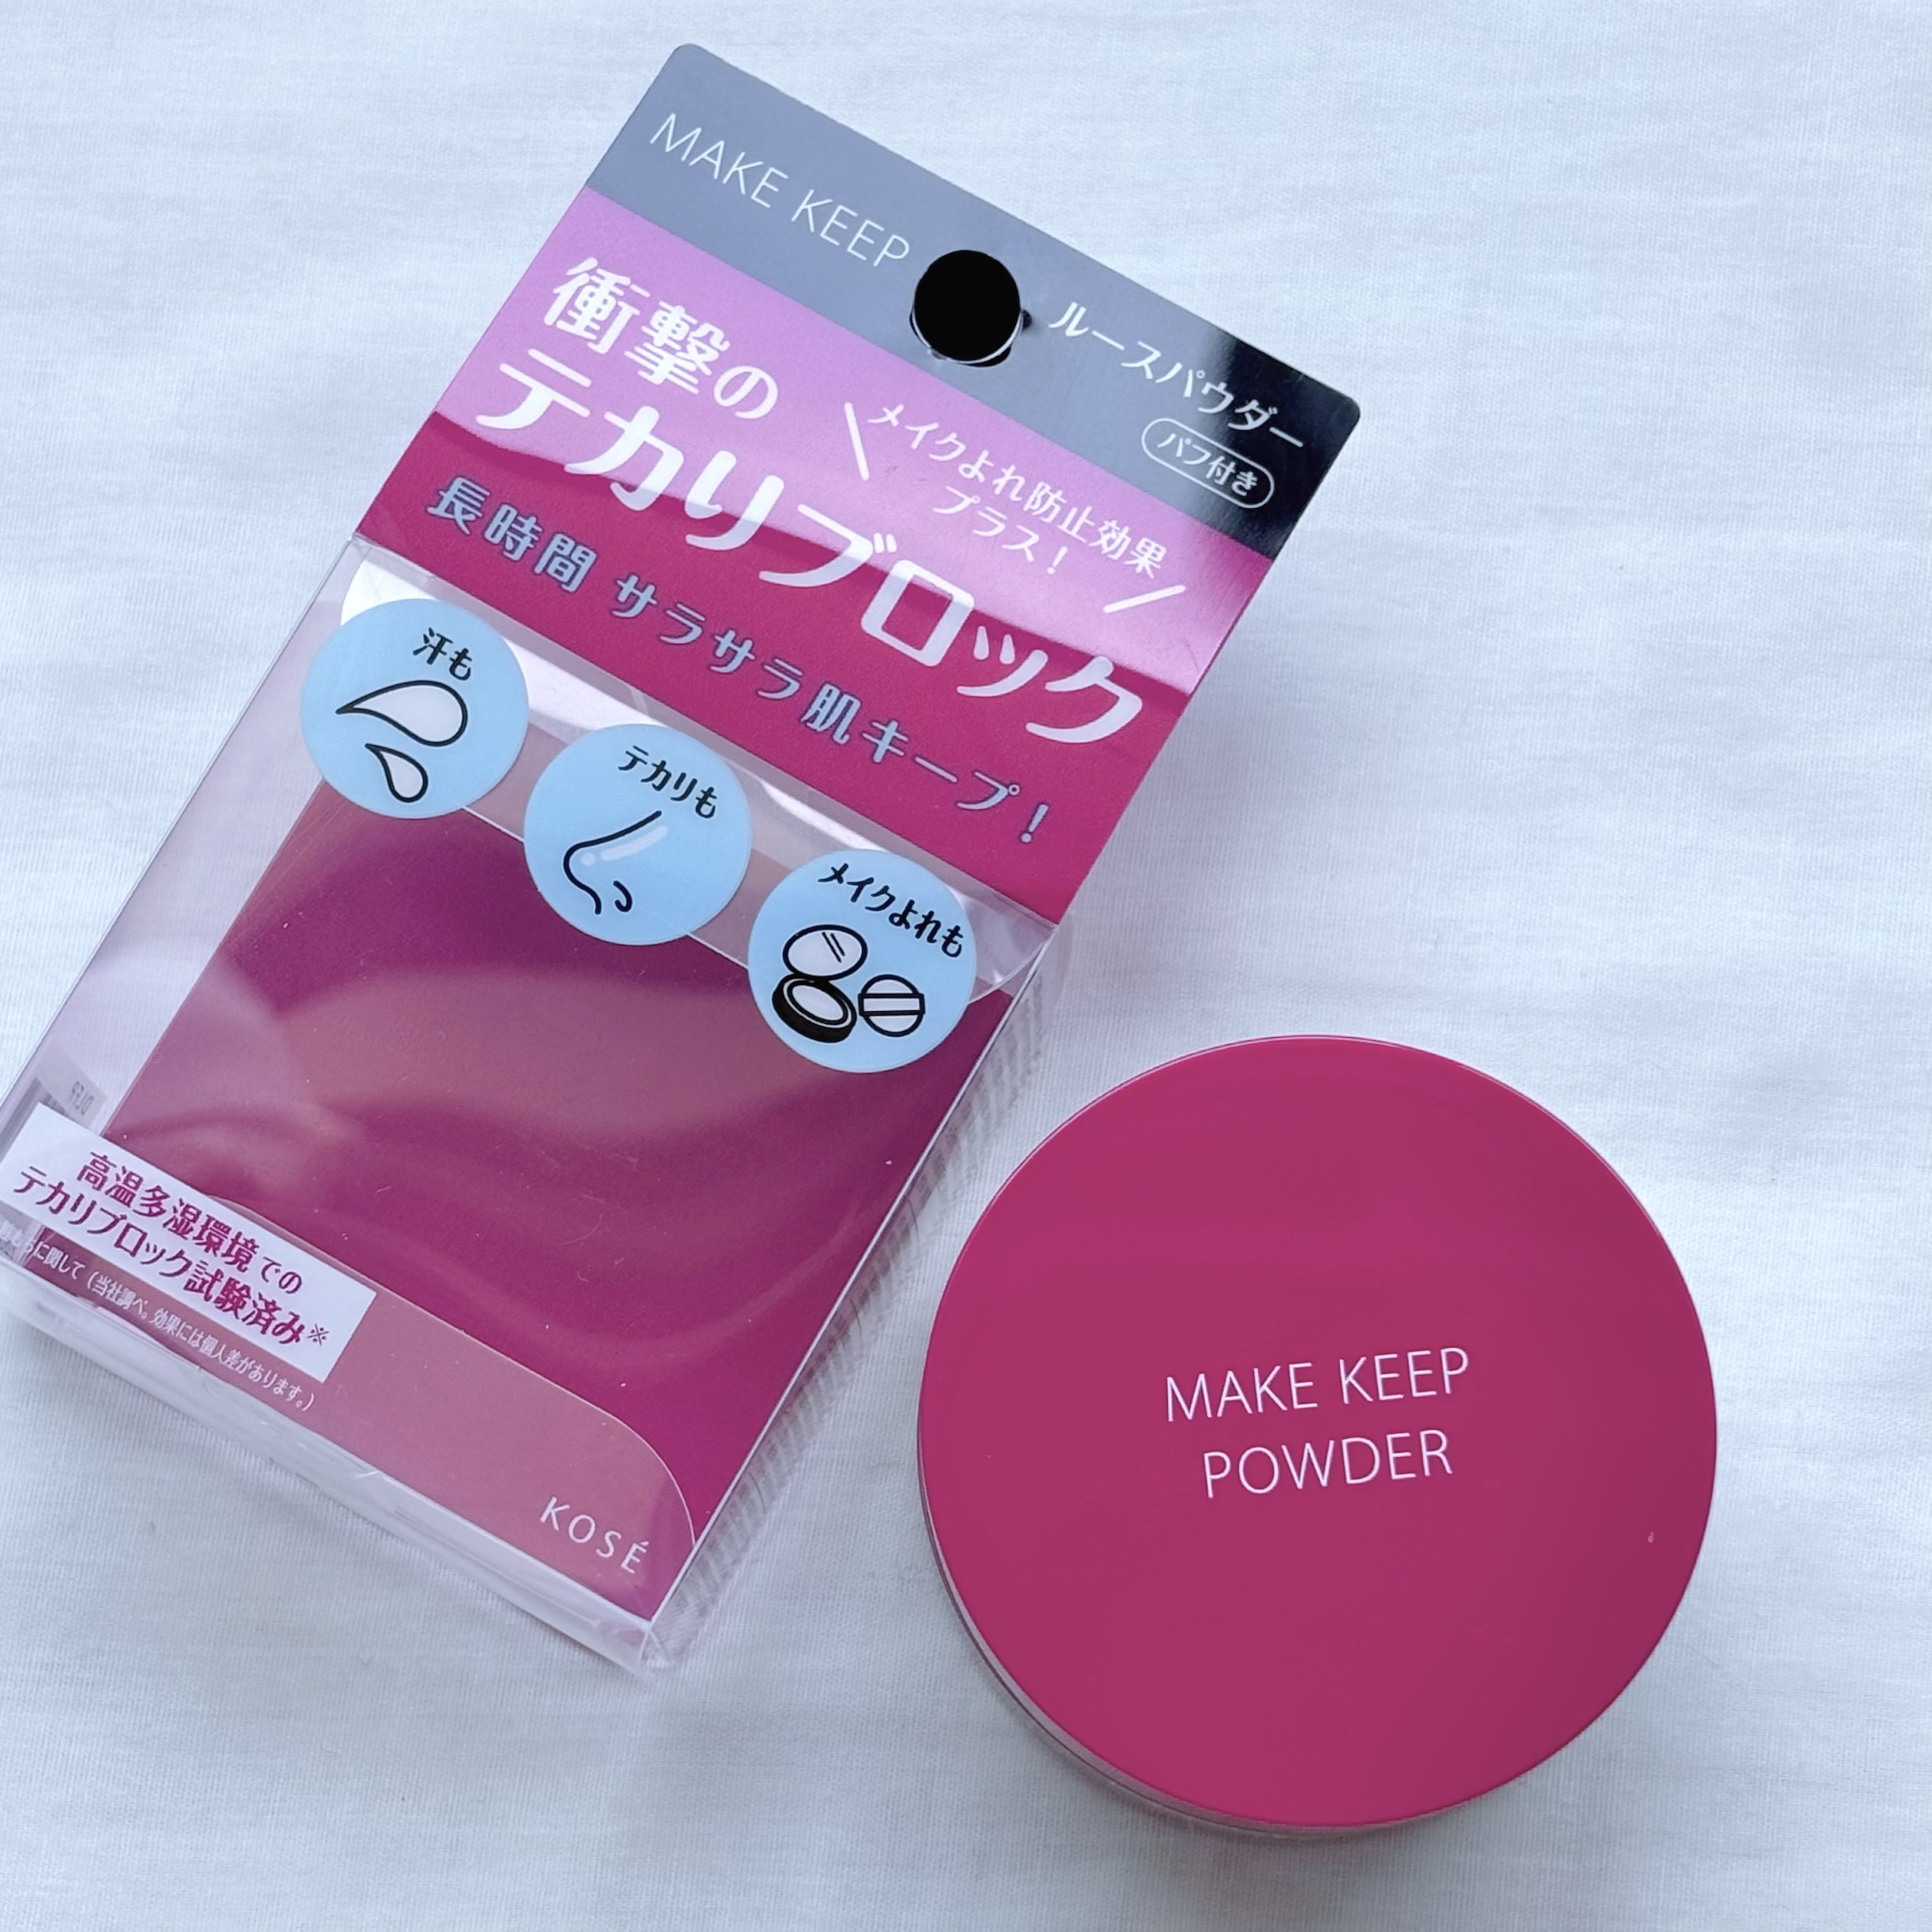 MAKE KEEP
ルースパウダー
パフ付き
衝撃の
テカリブロック
メイクよれ防止効果
プラス!
長時間 サラサラ肌キープ!
汗も
テカリも
メイクよれも
高温多湿環境での
テカリブロック試験済み※
に関して(当社調べ。効果には個人差があります。)
KOSÉ
MAKE KEEP
POWDER